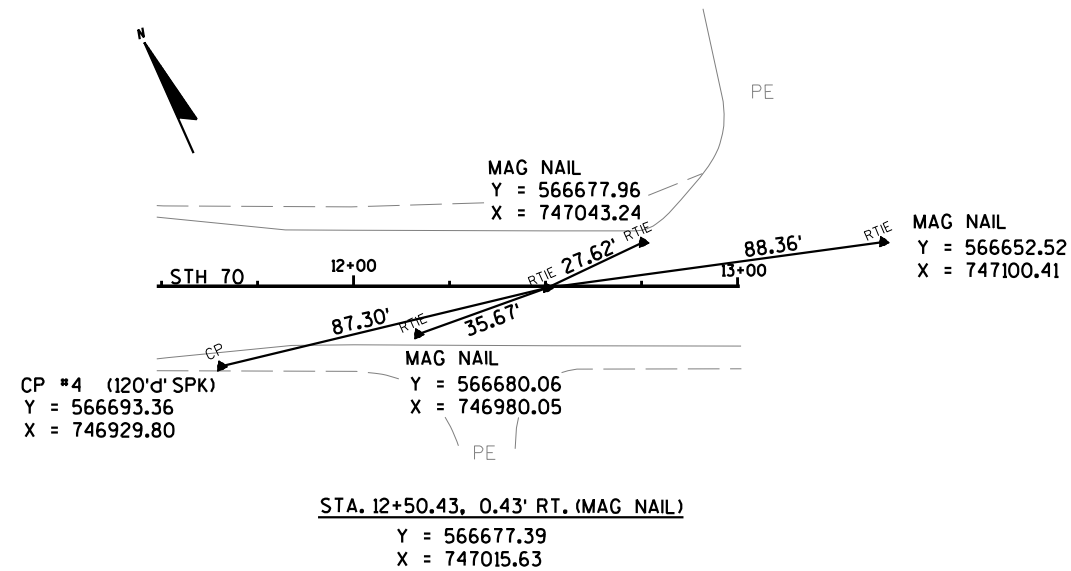 N
PE
MAG NAIL
Y = 566677.96
X = 747043.24
RTIE
RTIE
MAG NAIL
Y = 566652.52
X = 747100.41
STH 70
12+00
RTIE
27.62'
88.36'
13+00
87.30'
RTIE
35.67'
CP
MAG NAIL
Y = 566680.06
X = 746980.05
CP #4 (120'd' SPK)
Y = 566693.36
X = 746929.80
PE
STA. 12+50.43, 0.43' RT. (MAG NAIL)
Y = 566677.39
X = 747015.63